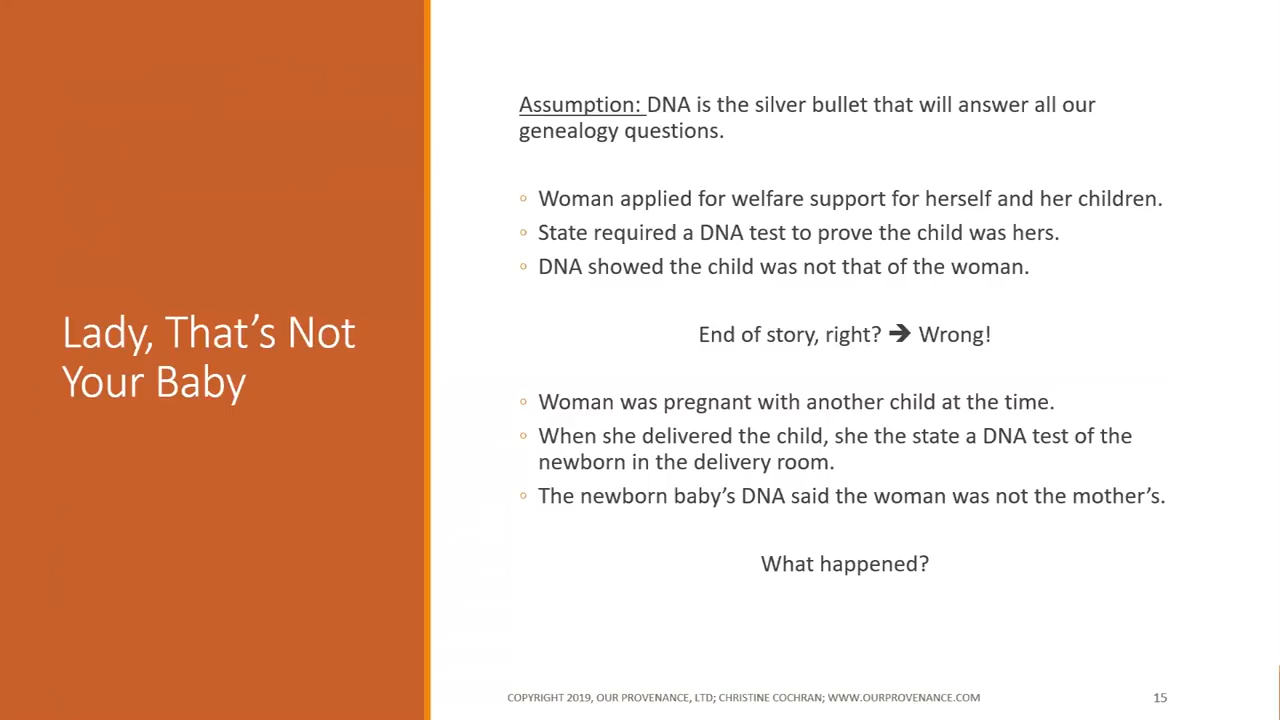 Lady, That's Not
Your Baby
Assumption: DNA is the silver bullet that will answer all our
genealogy questions.
◦ Woman applied for welfare support for herself and her children.
◦ State required a DNA test to prove the child was hers.
◦ DNA showed the child was not that of the woman.
End of story, right? ➔ Wrong!
◦ Woman was pregnant with another child at the time.
◦ When she delivered the child, she the state a DNA test of the
newborn in the delivery room.
◦ The newborn baby's DNA said the woman was not the mother's.
What happened?
COPYRIGHT 2019, OUR PROVENANCE, LTD; CHRISTINE COCHRAN; WWW.OURPROVENANCE.COM
15